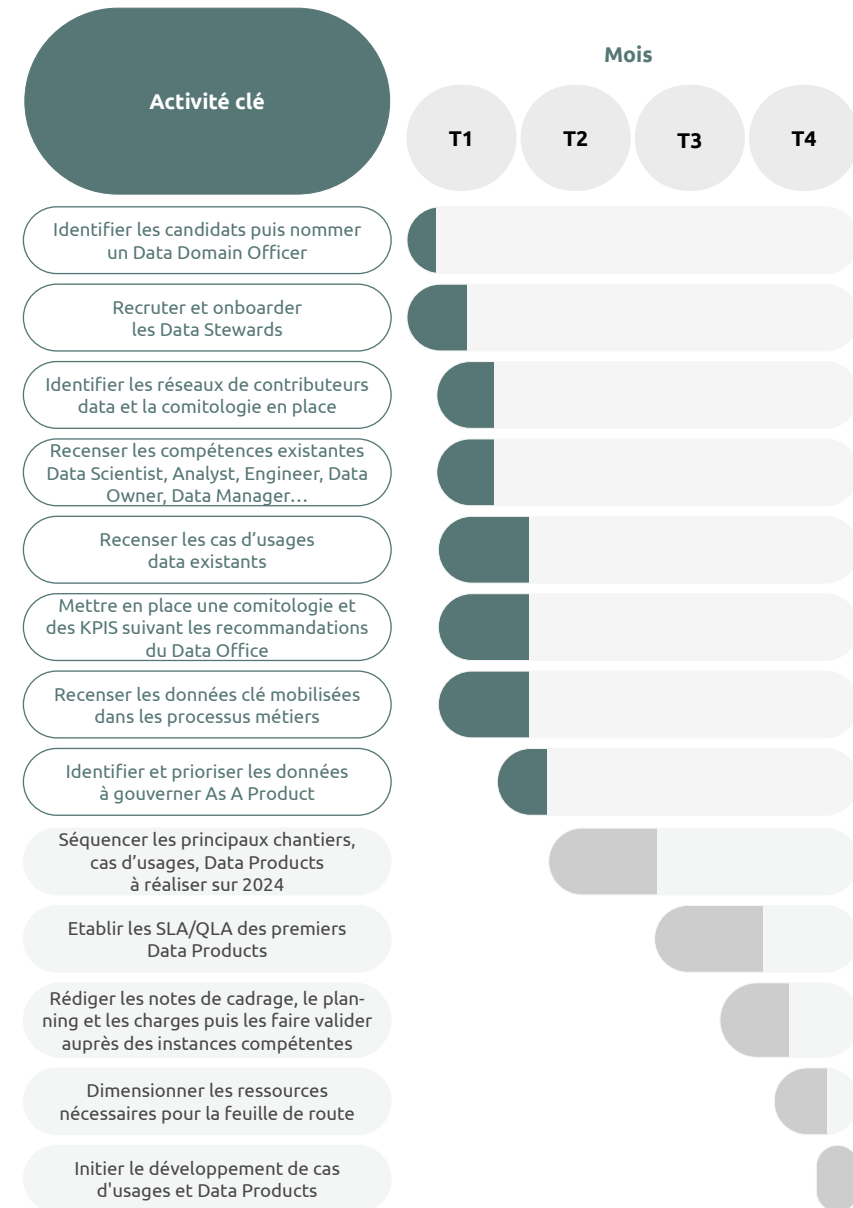 Activité clé
Mois
T1
T2
T3
T4
Identifier les candidats puis nommer
un Data Domain Officer
Recruter et onboarder
les Data Stewards
Identifier les réseaux de contributeurs
data et la comitologie en place
Recenser les compétences existantes
Data Scientist, Analyst, Engineer, Data
Owner, Data Manager…
Recenser les cas d’usages
data existants
Mettre en place une comitologie et
des KPIS suivant les recommandations
du Data Office
Recenser les données clé mobilisées
dans les processus métiers
Identifier et prioriser les données
à gouverner As A Product
Séquencer les principaux chantiers,
cas d’usages, Data Products
à réaliser sur 2024
Etablir les SLA/QLA des premiers
Data Products
Rédiger les notes de cadrage, le plan-
ning et les charges puis les faire valider
auprès des instances compétentes
Dimensionner les ressources
nécessaires pour la feuille de route
Initier le développement de cas
d'usages et Data Products